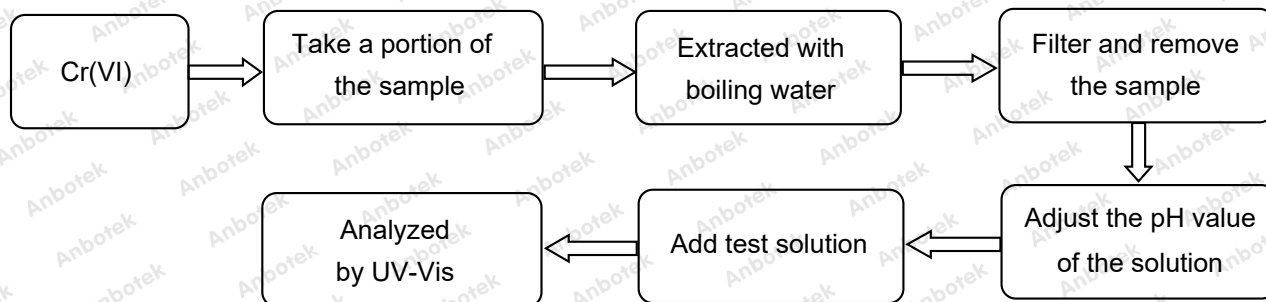 Cr(VI)
Take a portion of
the sample
Extracted with
boiling water
Filter and remove
the sample
Adjust the pH value
of the solution
Add test solution
Analyzed
by UV-Vis
Anbotek